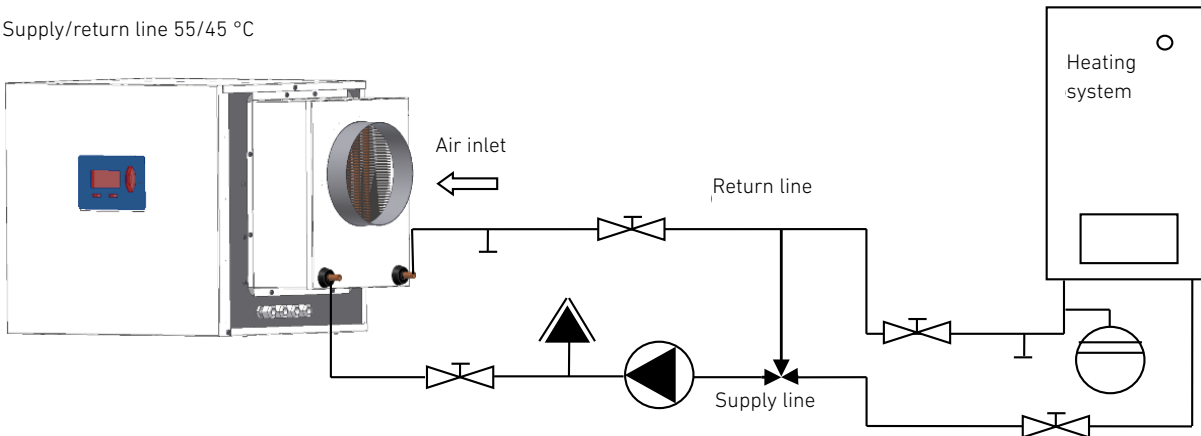 Supply/return line 55/45 °C
Heating
system
Air inlet
Return line
Supply line